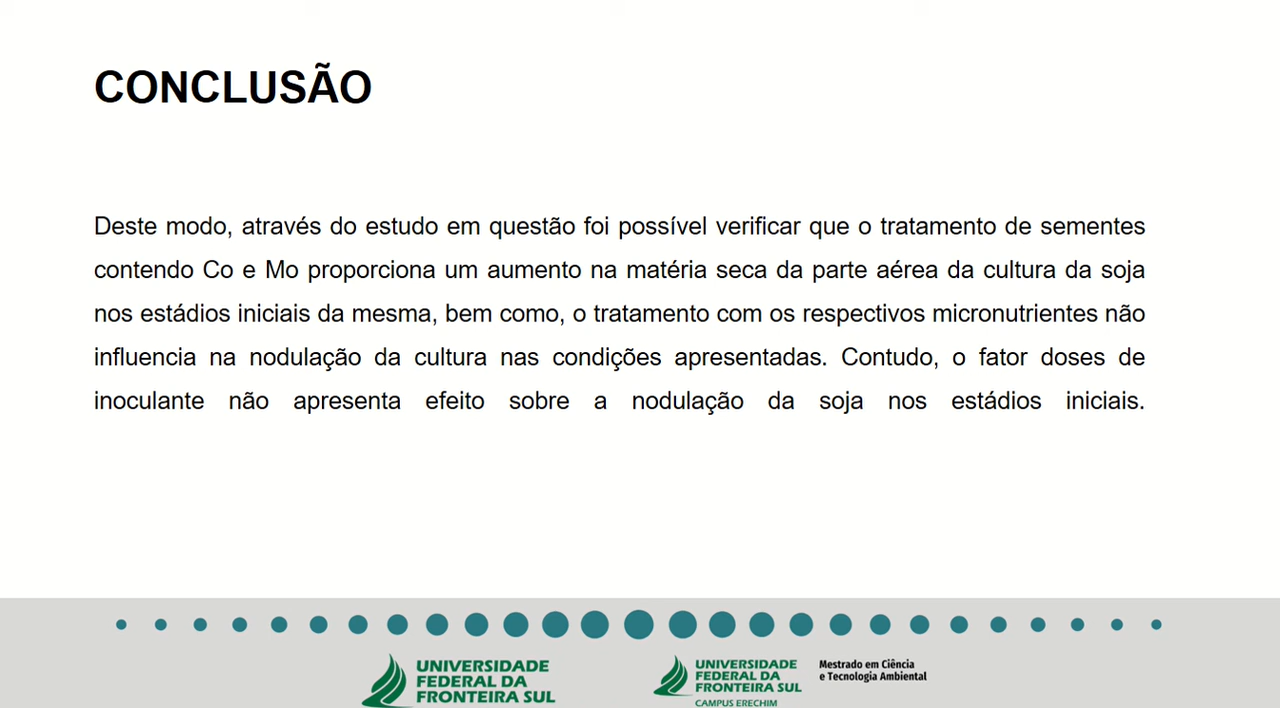 CONCLUSÃO
Deste modo, através do estudo em questão foi possível verificar que o tratamento de sementes
contendo Co e Mo proporciona um aumento na matéria seca da parte aérea da cultura da soja
nos estádios iniciais da mesma, bem como, o tratamento com os respectivos micronutrientes não
influencia na nodulação da cultura nas condições apresentadas. Contudo, o fator doses de
inoculante não apresenta efeito sobre a nodulação da soja nos estádios iniciais.
UNIVERSIDADE
FEDERAL DA
FRONTEIRA SUL
UNIVERSIDADE
FEDERAL DA
FRONTEIRA SUL
CAMPUS ERECHIM
Mestrado em Ciência
e Tecnologia Ambiental